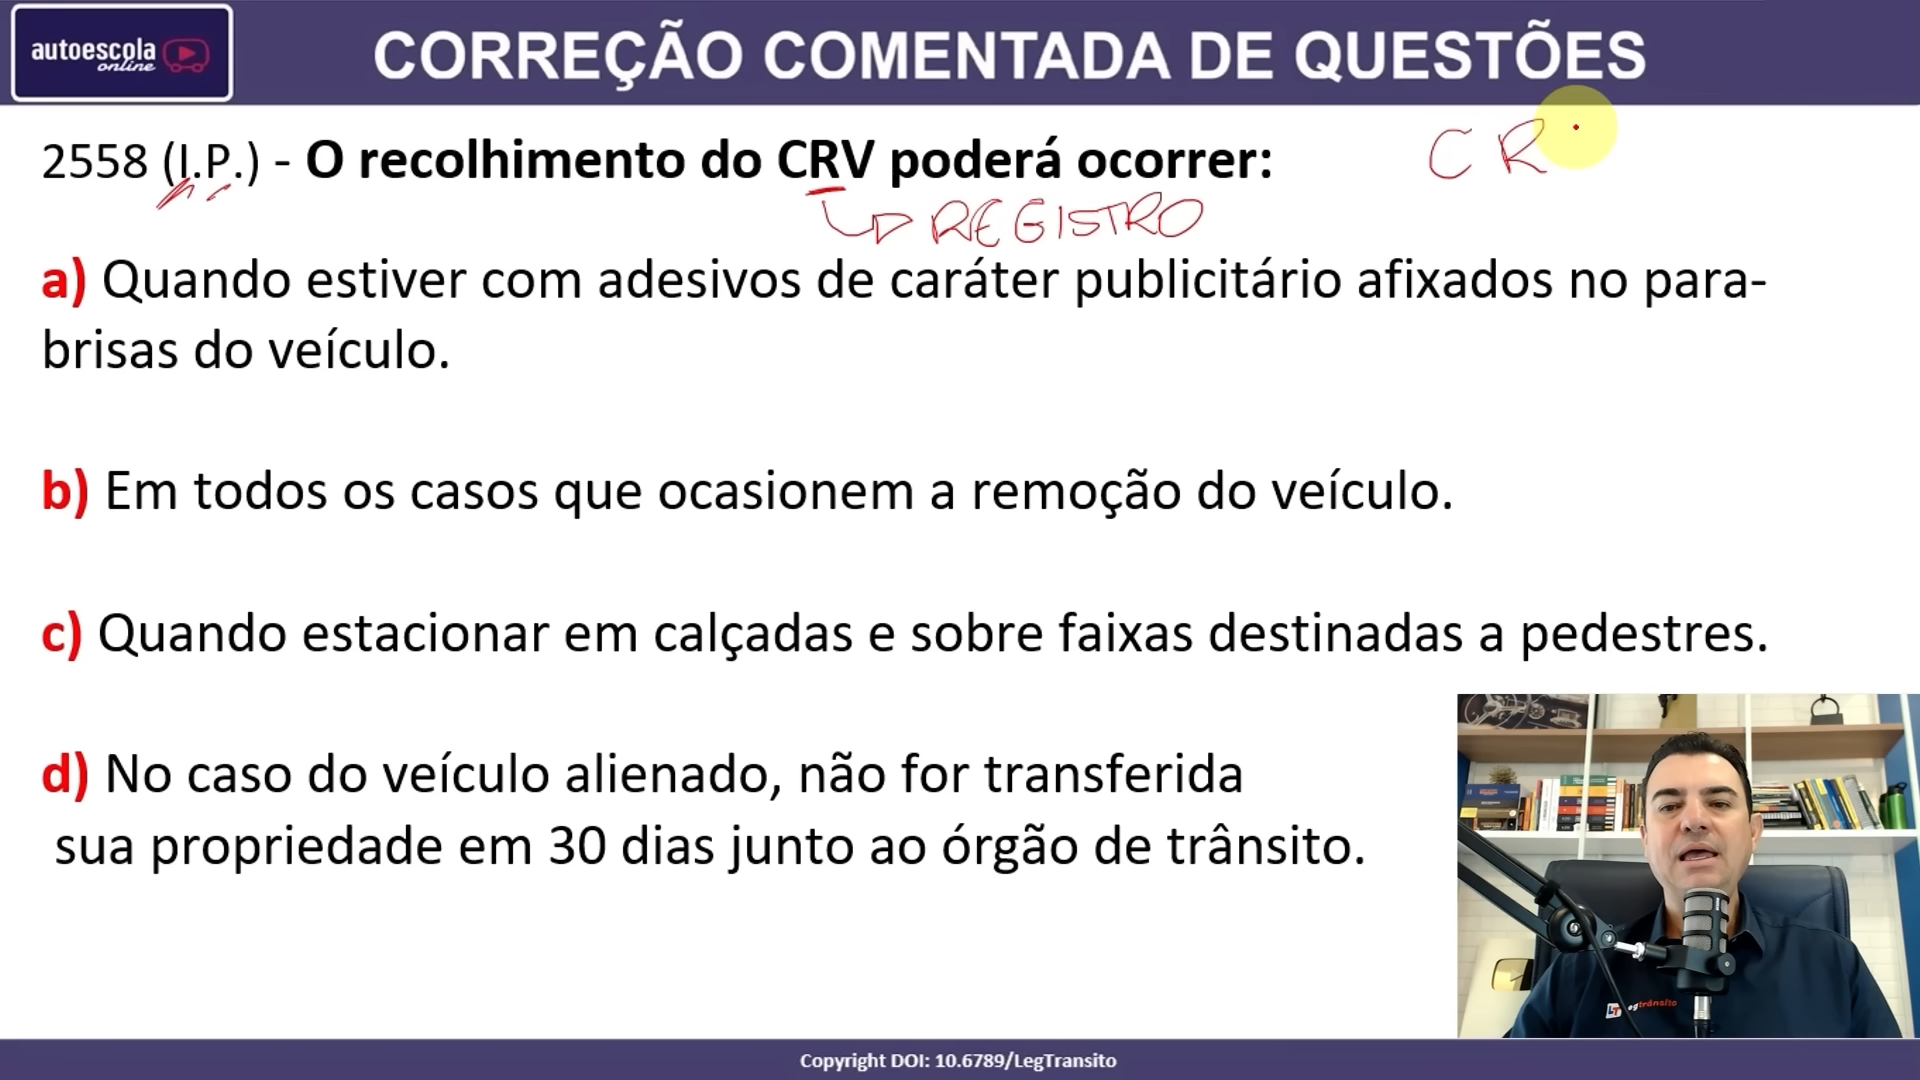 autoescola
online
CORREÇÃO COMENTADA DE QUESTÕES
2558 (I.P.) - O recolhimento do CRV poderá ocorrer:
CR
REGISTRO
a) Quando estiver com adesivos de caráter publicitário afixados no para-
brisas do veículo.
b) Em todos os casos que ocasionem a remoção do veículo.
c) Quando estacionar em calçadas e sobre faixas destinadas a pedestres.
d) No caso do veículo alienado, não for transferida
sua propriedade em 30 dias junto ao órgão de trânsito.
LT egtrânsito
Copyright DOI: 10.6789/LegTransito